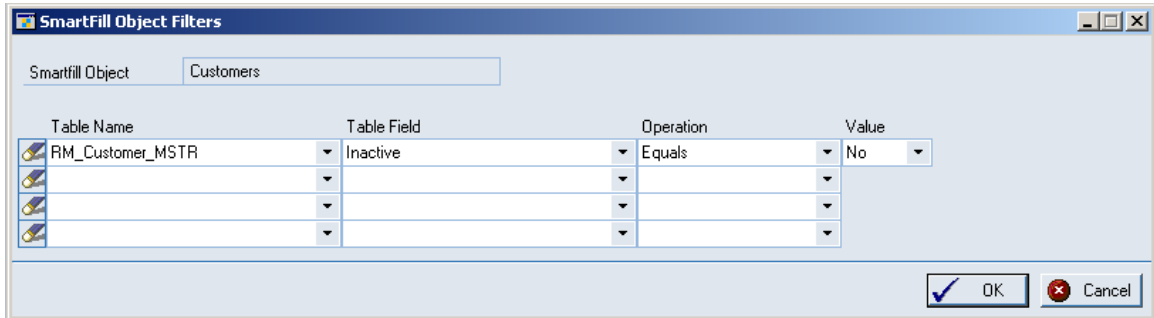 SmartFill Object Filters
Smartfill Object Customers
Table Name Table Field Operation Value
RM_Customer_MSTR Inactive Equals No
OK Cancel